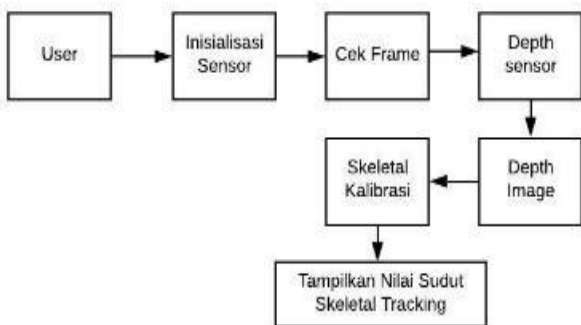 User
Inisialisasi
Sensor
Cek Frame
Depth
sensor
Depth
Image
Skeletal
Kalibrasi
Tampilkan Nilai Sudut
Skeletal Tracking